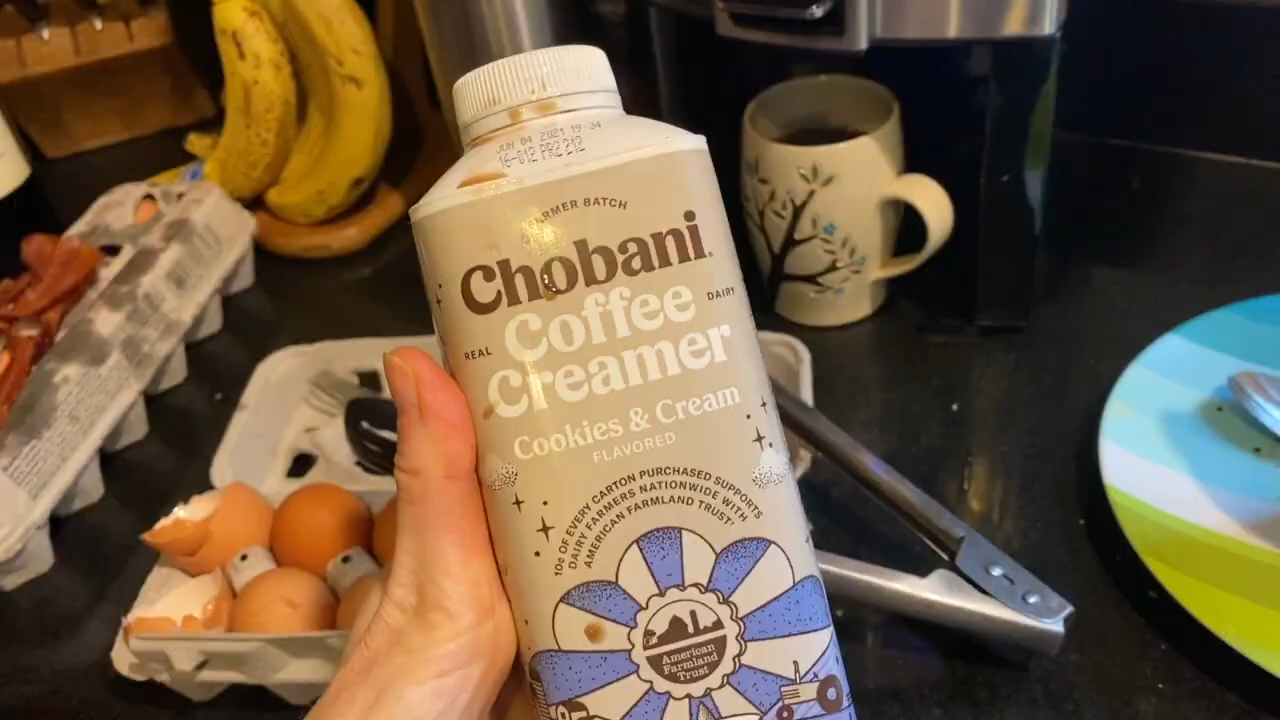 JUN 04 2021 19:34
16-012 PR2 212
FARMER BATCH
Chobani.
REAL Coffee DAIRY
Creamer
Cookies & Cream
FLAVORED
10¢ OF EVERY CARTON PURCHASED SUPPORTS
DAIRY FARMERS NATIONWIDE WITH
AMERICAN FARMLAND TRUST¹
American
Farmland
Trust